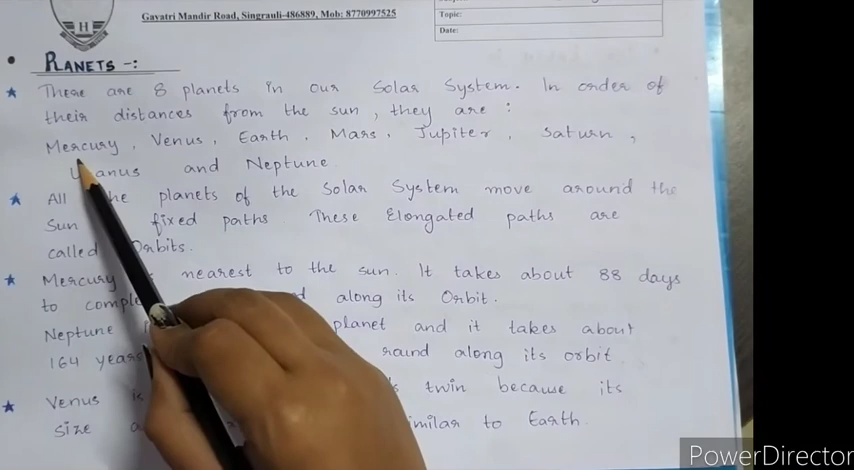 H
Gayatri Mandir Road, Singrauli-486889, Mob: 8770997525
Topic:
Date:
PLANETS -:
There are 8 planets in our Solar System. In order of
their distances from the sun, they are :
Mercury, Venus, Earth, Mars, Jupiter, Saturn,
Uranus and Neptune
All the planets of the Solar System move around the
Sun fixed paths These Elongated paths are
called Orbits.
Mercury nearest to the sun. It takes about 88 days
to comple along its Orbit.
Neptune planet and it takes about
164 years round along its orbit
Venus is twin because its
size similar to Earth.
PowerDirector